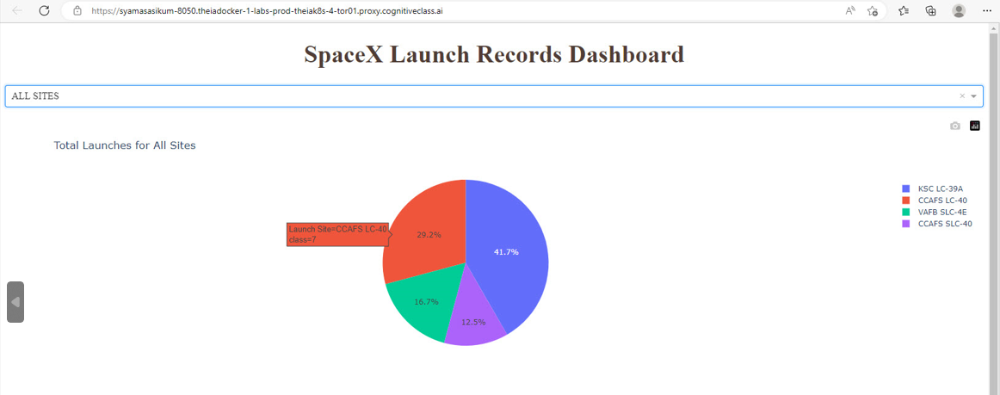 https://syamasasikum-8050.theiadocker-1-labs-prod-theiak8s-4-tor01.proxy.cognitiveclass.ai
SpaceX Launch Records Dashboard
ALL SITES
Total Launches for All Sites
KSC LC-39A
CCAFS LC-40
VAFB SLC-4E
CCAFS SLC-40
Launch Site=CCAFS LC-40
class=7
29.2%
41.7%
16.7%
12.5%